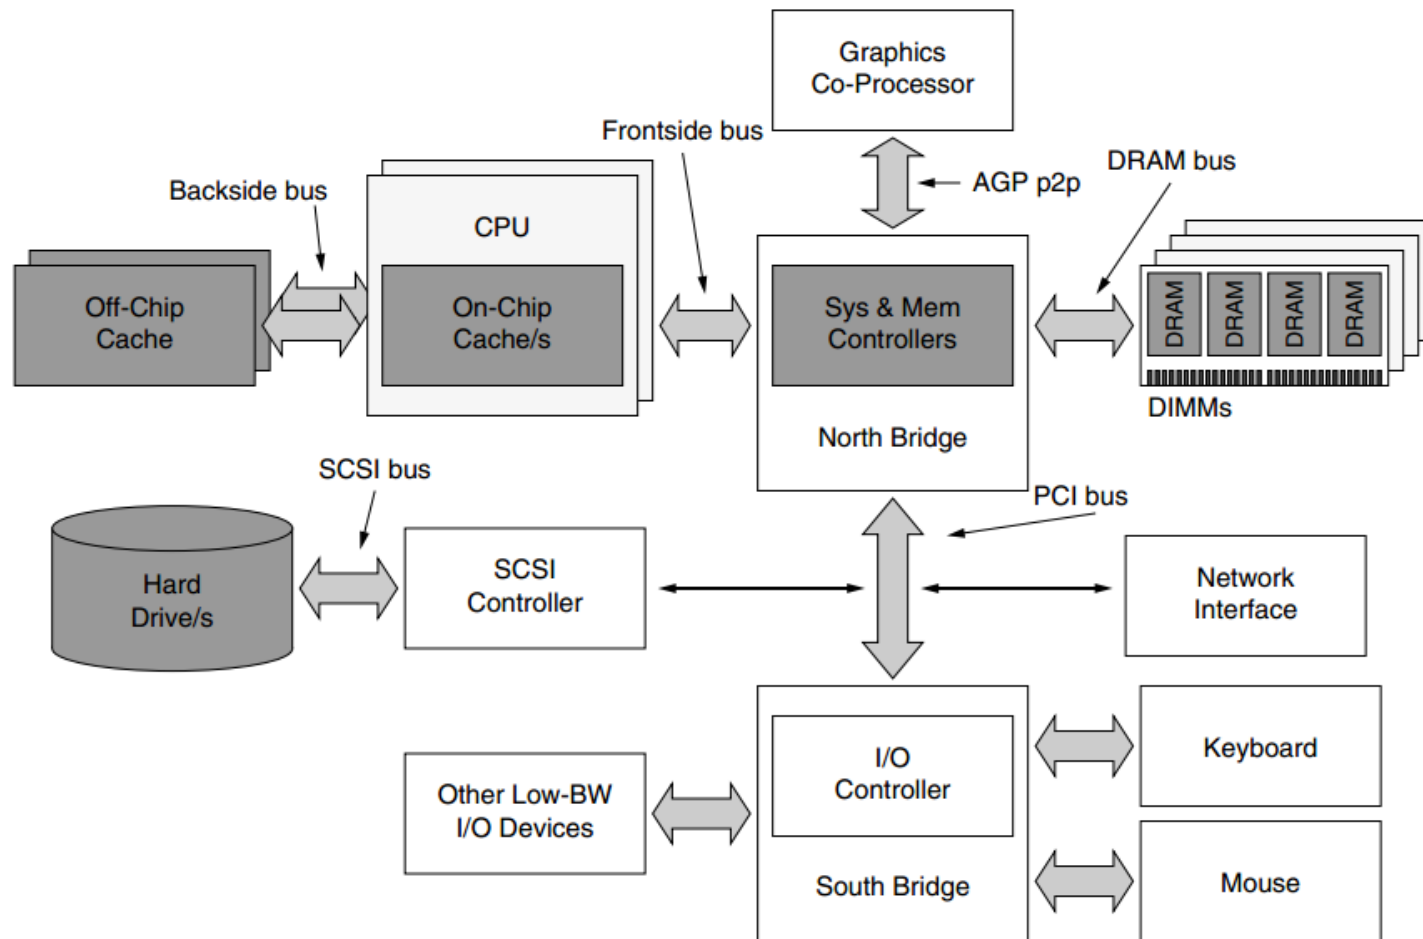 Graphics
Co-Processor
Frontside bus
DRAM bus
Backside bus
AGP p2p
CPU
Off-Chip
Cache
On-Chip
Cache/s
Sys & Mem
Controllers
DRAM
DRAM
DRAM
DRAM
DIMMs
North Bridge
SCSI bus
PCI bus
Hard
Drive/s
SCSI
Controller
Network
Interface
I/O
Controller
Keyboard
Other Low-BW
I/O Devices
South Bridge
Mouse